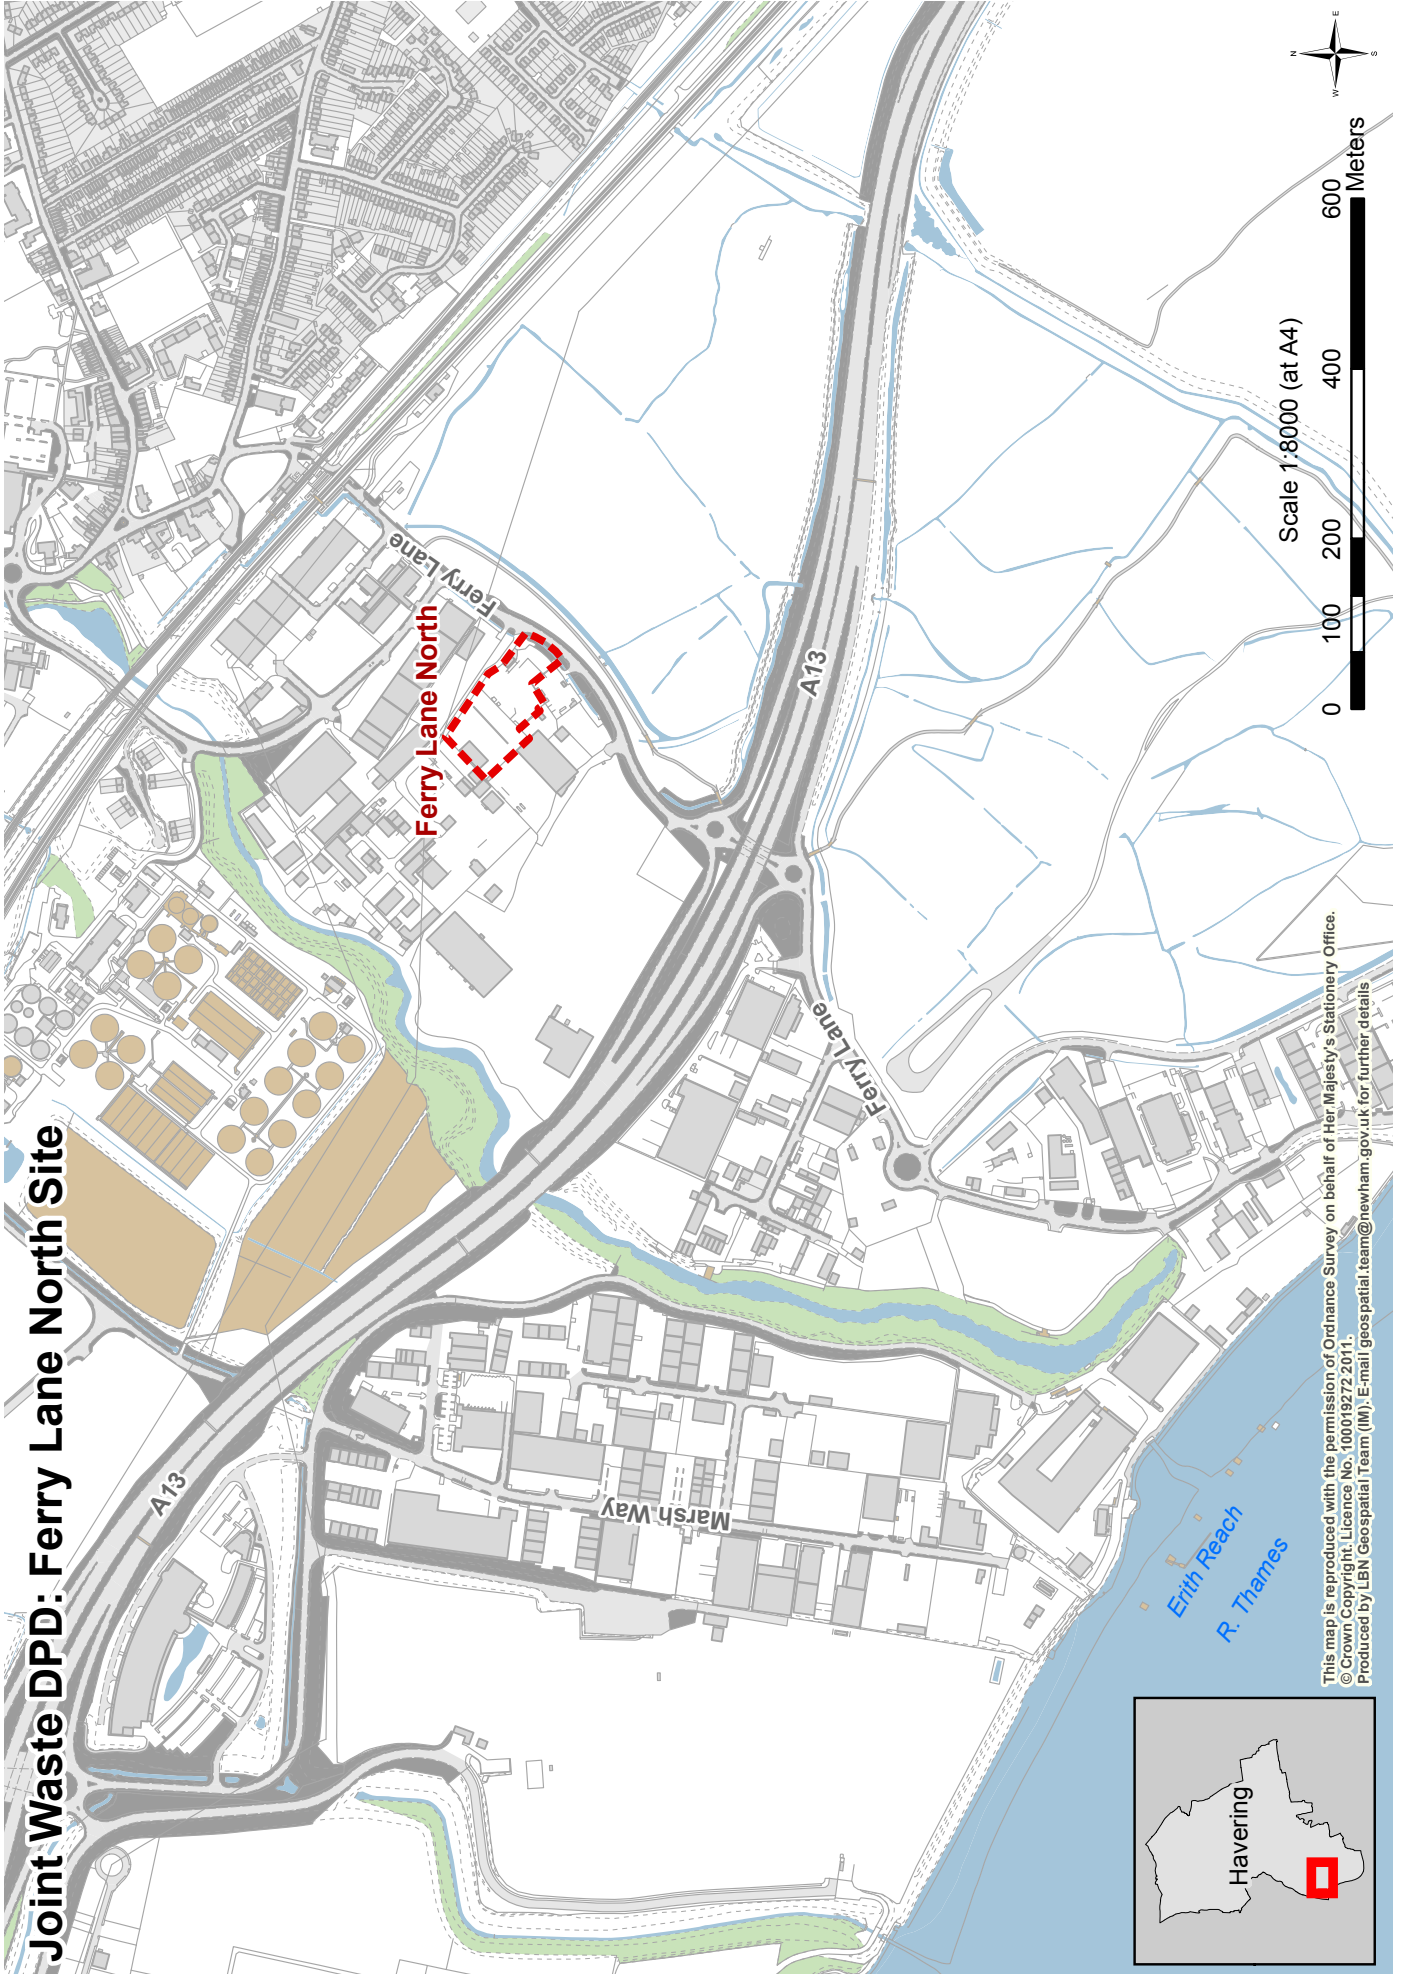 Joint Waste DPD: Ferry Lane North Site
A13
Ferry Lane North
Ferry Lane
A13
Ferry Lane
Marsh Way
Erith Reach
R. Thames
Havering
N
W
E
S
Scale 1:8000 (at A4)
0 100 200 400 600
Meters
This map is reproduced with the permission of Ordnance Survey on behalf of Her Majesty's Stationery Office.
© Crown Copyright. Licence No. 100019272 2011.
Produced by LBN Geospatial Team (IM). E-mail geospatial.team@newham.gov.uk for further details